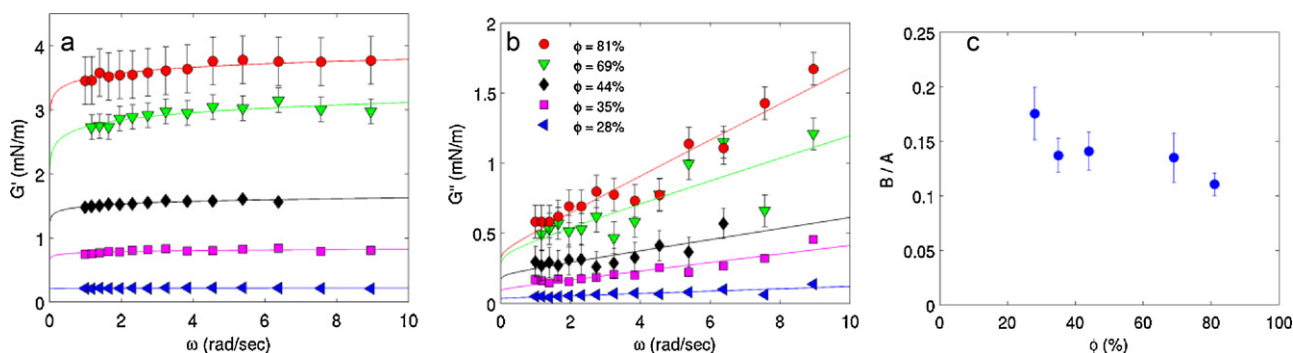 a
4
3
2
1
0
G' (mN/m)
0 2 4 6 8 10
ω (rad/sec)
b
2
1.5
1
0.5
0
G" (mN/m)
ϕ = 81%
ϕ = 69%
ϕ = 44%
ϕ = 35%
ϕ = 28%
0 2 4 6 8 10
ω (rad/sec)
c
0.25
0.2
0.15
0.1
0.05
0
B / A
0 20 40 60 80 100
ϕ (%)